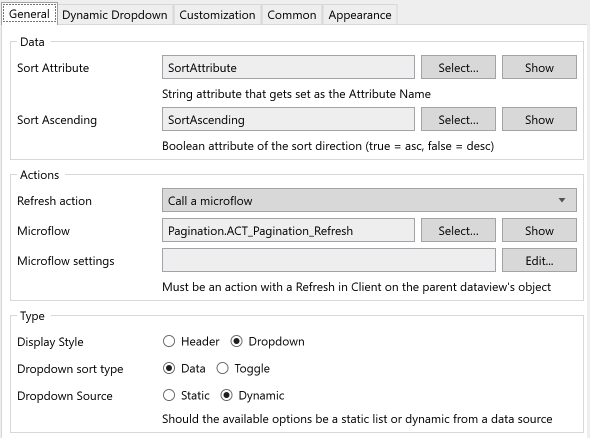 General Dynamic Dropdown Customization Common Appearance
Data
Sort Attribute SortAttribute Select... Show
String attribute that gets set as the Attribute Name
Sort Ascending SortAscending Select... Show
Boolean attribute of the sort direction (true = asc, false = desc)
Actions
Refresh action Call a microflow
Microflow Pagination.ACT_Pagination_Refresh Select... Show
Microflow settings Edit...
Must be an action with a Refresh in Client on the parent dataview's object
Type
Display Style Header Dropdown
Dropdown sort type Data Toggle
Dropdown Source Static Dynamic
Should the available options be a static list or dynamic from a data source